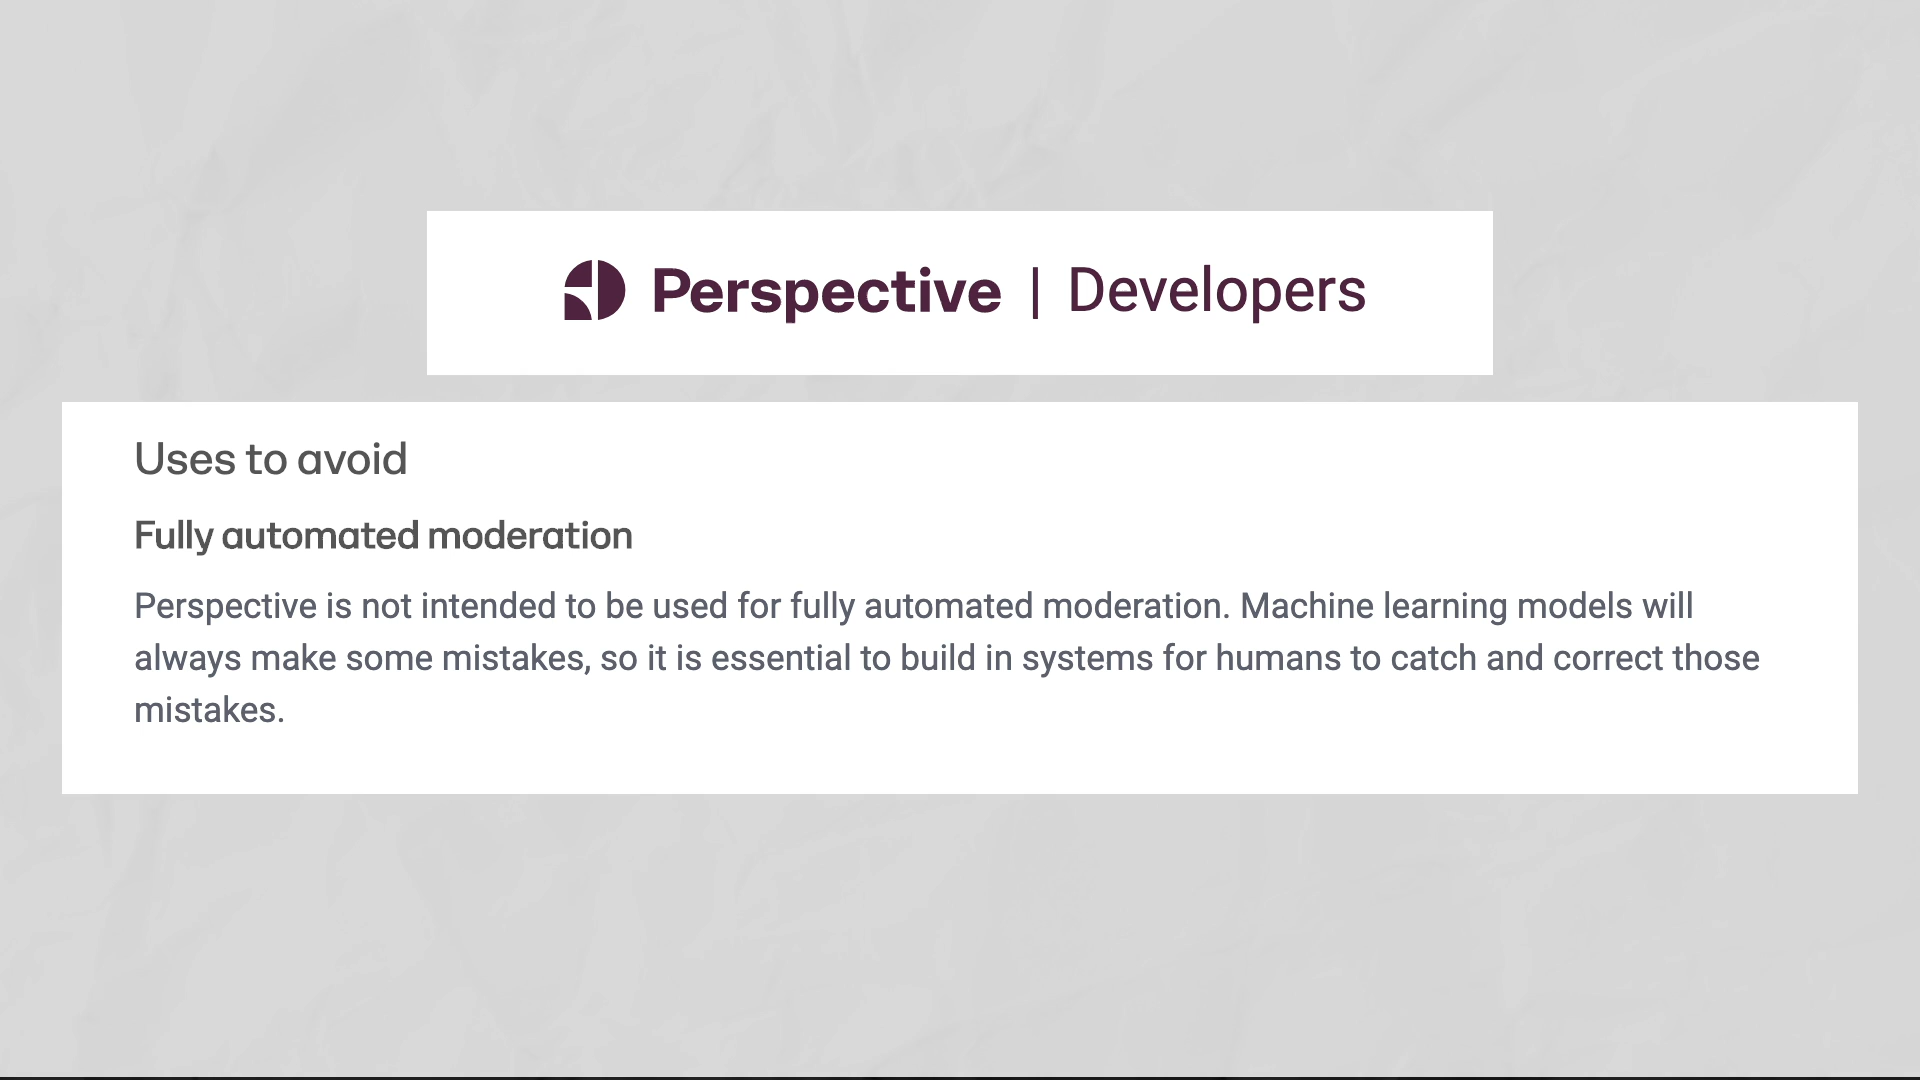 Perspective | Developers
Uses to avoid
Fully automated moderation
Perspective is not intended to be used for fully automated moderation. Machine learning models will
always make some mistakes, so it is essential to build in systems for humans to catch and correct those
mistakes.